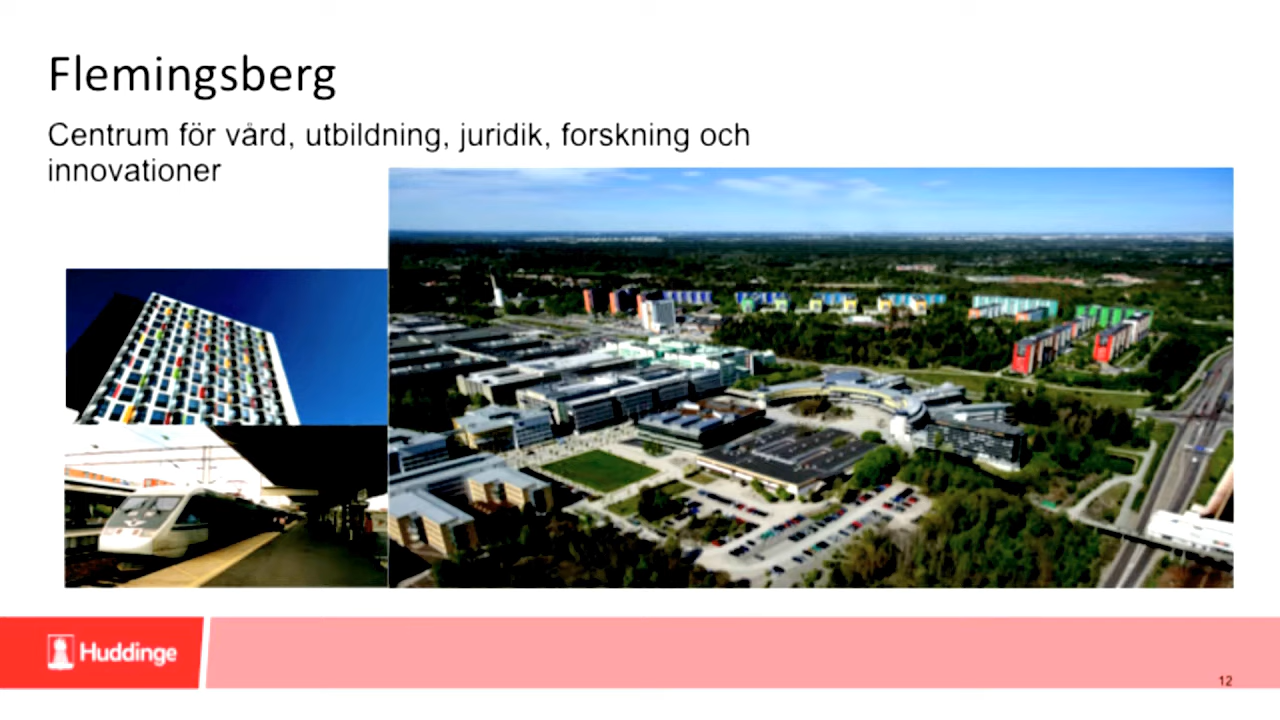 Flemingsberg
Centrum för vård, utbildning, juridik, forskning och
innovationer
Huddinge
12